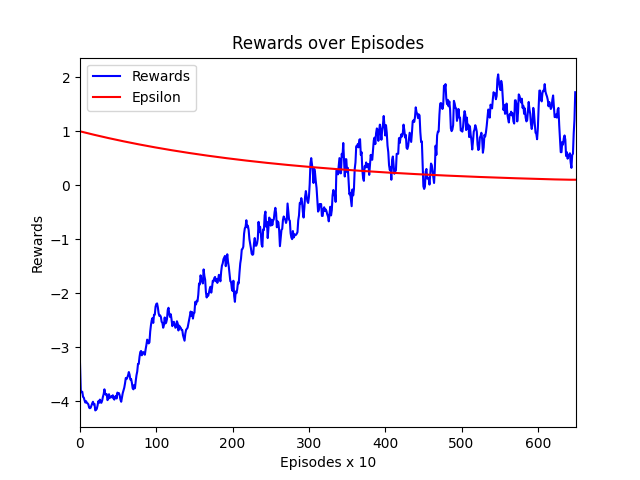 Rewards over Episodes
Rewards
Epsilon
2
1
0
−1
−2
−3
−4
Rewards
0 100 200 300 400 500 600
Episodes x 10